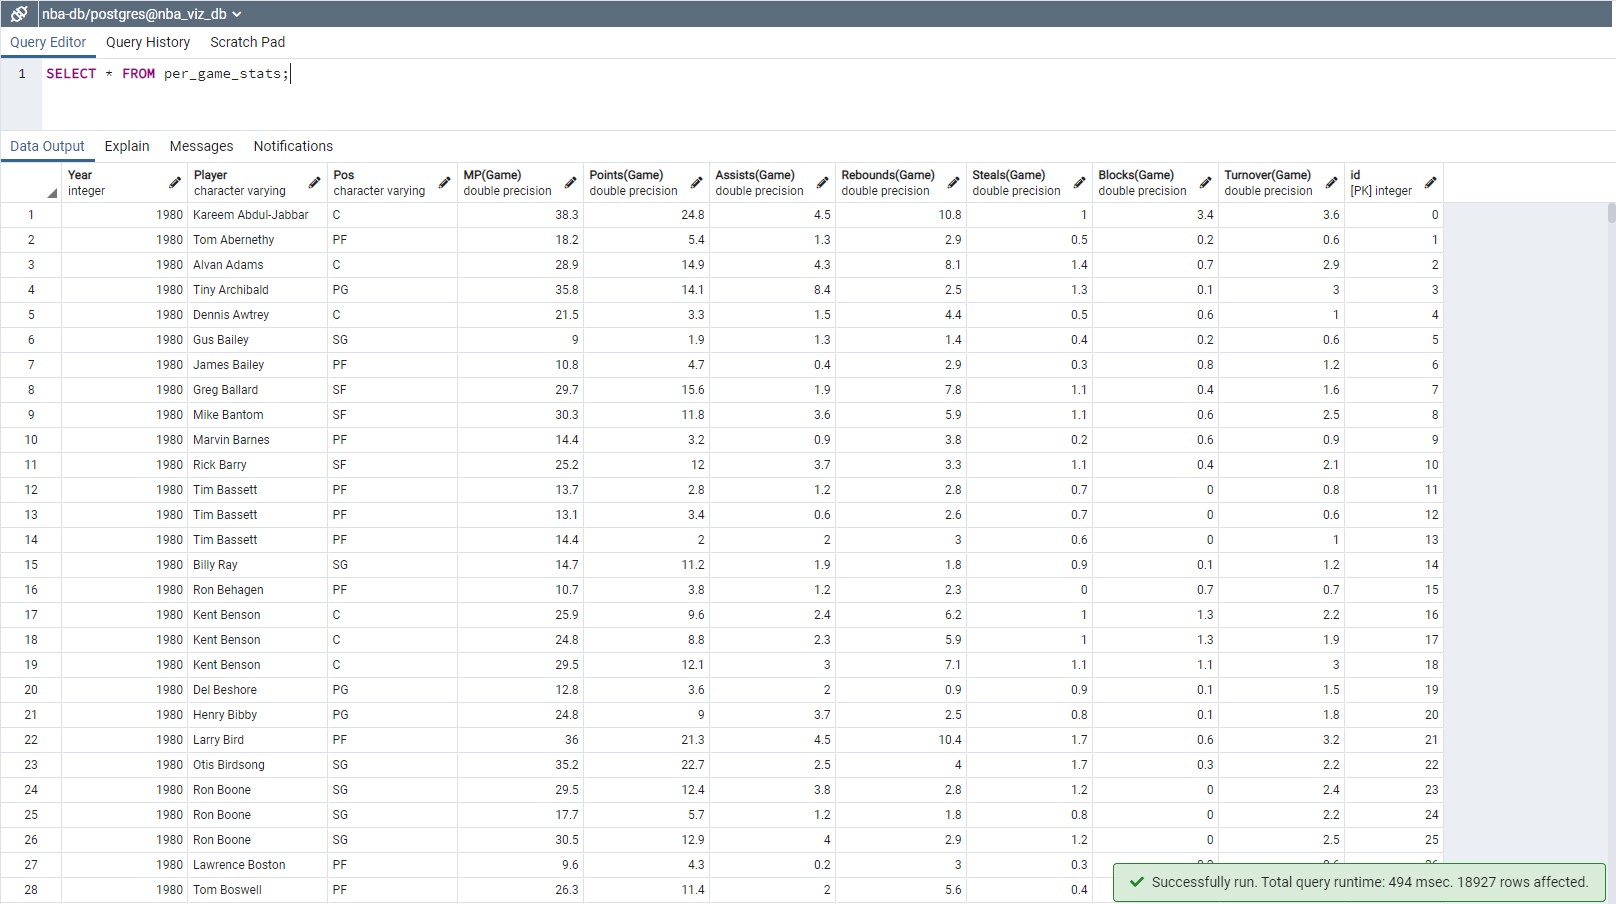 nba-db/postgres@nba_viz_db
Query Editor Query History Scratch Pad
1 SELECT * FROM per_game_stats;
Data Output Explain Messages Notifications
Year Player Pos MP(Game) Points(Game) Assists(Game) Rebounds(Game) Steals(Game) Blocks(Game) Turnover(Game) id
integer character varying character varying double precision double precision double precision double precision double precision double precision double precision [PK] integer
1 1980 Kareem Abdul-Jabbar C 38.3 24.8 4.5 10.8 1 3.4 3.6 0
2 1980 Tom Abernethy PF 18.2 5.4 1.3 2.9 0.5 0.2 0.6 1
3 1980 Alvan Adams C 28.9 14.9 4.3 8.1 1.4 0.7 2.9 2
4 1980 Tiny Archibald PG 35.8 14.1 8.4 2.5 1.3 0.1 3 3
5 1980 Dennis Awtrey C 21.5 3.3 1.5 4.4 0.5 0.6 1 4
6 1980 Gus Bailey SG 9 1.9 1.3 1.4 0.4 0.2 0.6 5
7 1980 James Bailey PF 10.8 4.7 0.4 2.9 0.3 0.8 1.2 6
8 1980 Greg Ballard SF 29.7 15.6 1.9 7.8 1.1 0.4 1.6 7
9 1980 Mike Bantom SF 30.3 11.8 3.6 5.9 1.1 0.6 2.5 8
10 1980 Marvin Barnes PF 14.4 3.2 0.9 3.8 0.2 0.6 0.9 9
11 1980 Rick Barry SF 25.2 12 3.7 3.3 1.1 0.4 2.1 10
12 1980 Tim Bassett PF 13.7 2.8 1.2 2.8 0.7 0 0.8 11
13 1980 Tim Bassett PF 13.1 3.4 0.6 2.6 0.7 0 0.6 12
14 1980 Tim Bassett PF 14.4 2 2 3 0.6 0 1 13
15 1980 Billy Ray SG 14.7 11.2 1.9 1.8 0.9 0.1 1.2 14
16 1980 Ron Behagen PF 10.7 3.8 1.2 2.3 0 0.7 0.7 15
17 1980 Kent Benson C 25.9 9.6 2.4 6.2 1 1.3 2.2 16
18 1980 Kent Benson C 24.8 8.8 2.3 5.9 1 1.3 1.9 17
19 1980 Kent Benson C 29.5 12.1 3 7.1 1.1 1.1 3 18
20 1980 Del Beshore PG 12.8 3.6 2 0.9 0.9 0.1 1.5 19
21 1980 Henry Bibby PG 24.8 9 3.7 2.5 0.8 0.1 1.8 20
22 1980 Larry Bird PF 36 21.3 4.5 10.4 1.7 0.6 3.2 21
23 1980 Otis Birdsong SG 35.2 22.7 2.5 4 1.7 0.3 2.2 22
24 1980 Ron Boone SG 29.5 12.4 3.8 2.8 1.2 0 2.4 23
25 1980 Ron Boone SG 17.7 5.7 1.2 1.8 0.8 0 2.2 24
26 1980 Ron Boone SG 30.5 12.9 4 2.9 1.2 0 2.5 25
27 1980 Lawrence Boston PF 9.6 4.3 0.2 3 0.3
28 1980 Tom Boswell PF 26.3 11.4 2 5.6 0.4
Successfully run. Total query runtime: 494 msec. 18927 rows affected.